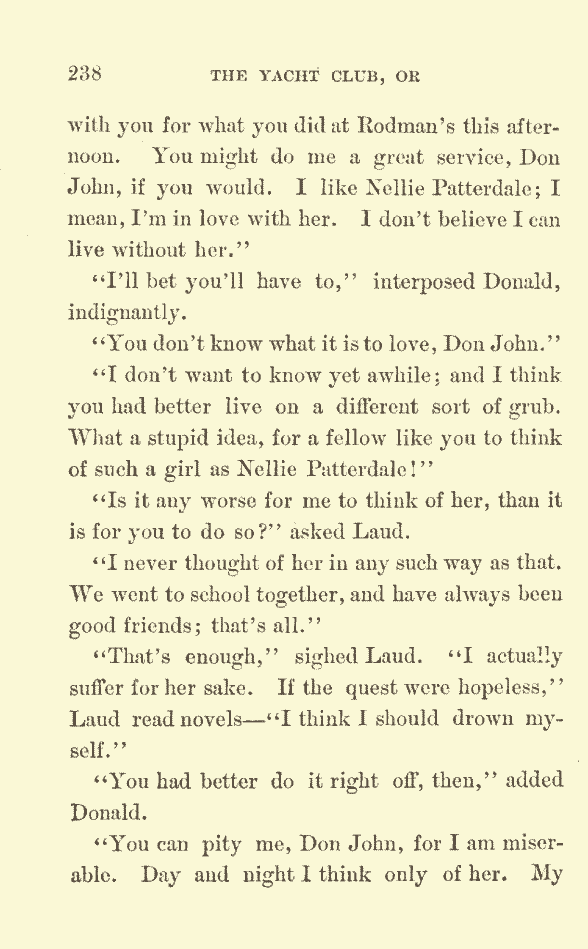 238 THE YACHT CLUB, OR
with you for what you did at Rodman's this after-
noon. You might do me a great service, Don
John, if you would. I like Nellie Patterdale; I
mean, I'm in love with her. I don't believe I can
live without her."
"I'll bet you'll have to," interposed Donald,
indignantly.
"You don't know what it is to love, Don John."
"I don't want to know yet awhile; and I think
you had better live on a different sort of grub.
What a stupid idea, for a fellow like you to think
of such a girl as Nellie Patterdale!"
"Is it any worse for me to think of her, than it
is for you to do so?" asked Laud.
"I never thought of her in any such way as that.
We went to school together, and have always been
good friends; that's all."
"That's enough," sighed Laud. "I actually
suffer for her sake. If the quest were hopeless,"
Laud read novels—"I think I should drown my-
self."
"You had better do it right off, then," added
Donald.
"You can pity me, Don John, for I am miser-
able. Day and night I think only of her. My